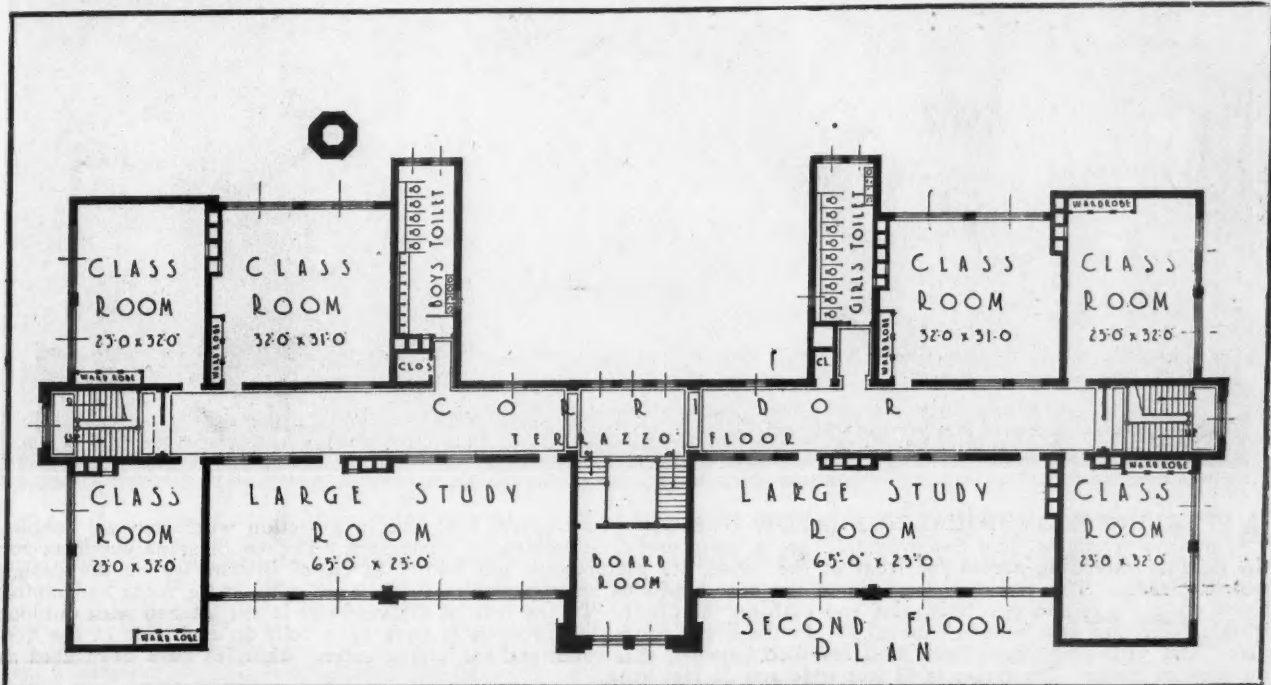 CLASS
ROOM
23'-0" x 32'-0"
WARDROBE
WARDROBE
CLASS
ROOM
32'-0 x 31'-0
BOYS TOILET
CLOS
GIRLS TOILET
CL
WARDROBE
CLASS
ROOM
32-0 x 31-0
WARDROBE
CLASS
ROOM
23-0 x 32-0"
CORRIDOR
TERRAZZO FLOOR
CLASS
ROOM
23-0 x 32-0"
WARDROBE
LARGE STUDY
ROOM
65'-0" x 23-0"
BOARD
ROOM
LARGE STUDY
ROOM
65'-0" x 23-0"
WARDROBE
CLASS
ROOM
23-0 x 32-0"
SECOND FLOOR
PLAN